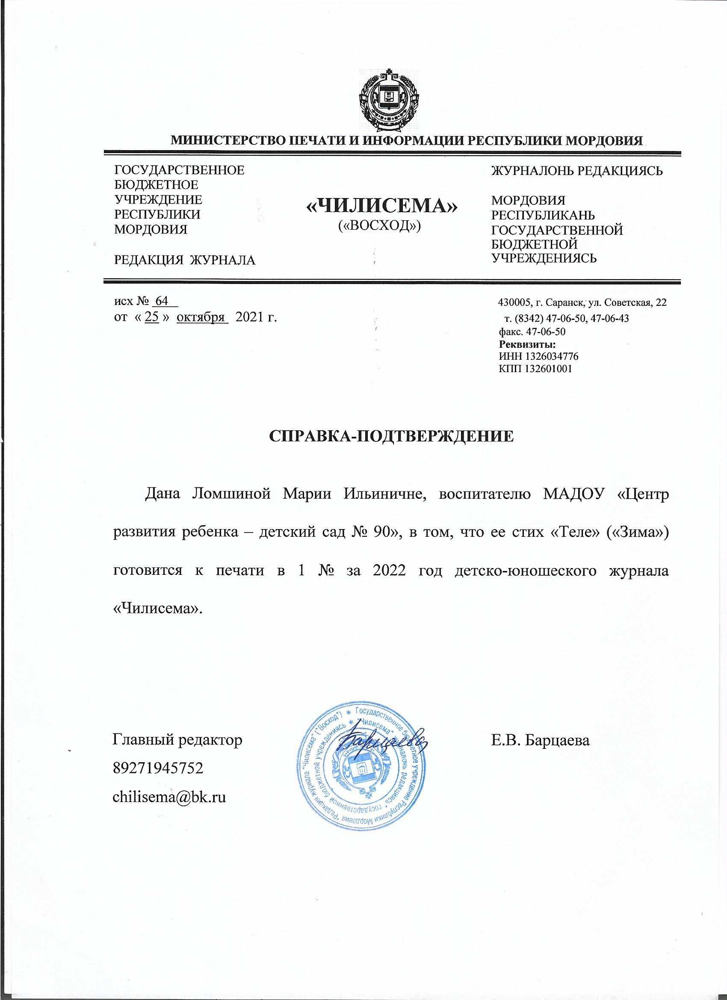 МИНИСТЕРСТВО ПЕЧАТИ И ИНФОРМАЦИИ РЕСПУБЛИКИ МОРДОВИЯ
ГОСУДАРСТВЕННОЕ
БЮДЖЕТНОЕ
УЧРЕЖДЕНИЕ
РЕСПУБЛИКИ
МОРДОВИЯ
РЕДАКЦИЯ ЖУРНАЛА
«ЧИЛИСЕМА»
(«ВОСХОД»)
ЖУРНАЛОНЬ РЕДАКЦИЯСЬ
МОРДОВИЯ
РЕСПУБЛИКАНЬ
ГОСУДАРСТВЕННОЙ
БЮДЖЕТНОЙ
УЧРЕЖДЕНИЯСЬ
исх № 64
от « 25 » октября 2021 г.
430005, г. Саранск, ул. Советская, 22
т. (8342) 47-06-50, 47-06-43
факс. 47-06-50
Реквизиты:
ИНН 1326034776
КПП 132601001
СПРАВКА-ПОДТВЕРЖДЕНИЕ
Дана Ломшиной Марии Ильиничне, воспитателю МАДОУ «Центр
развития ребенка – детский сад № 90», в том, что ее стих «Теле» («Зима»)
готовится к печати в 1 № за 2022 год детско-юношеского журнала
«Чилисема».
Главный редактор
Е.В. Барцаева
89271945752
chilisema@bk.ru
Государственное бюджетное учреждение Республики Мордовия "Редакция журнала "Чилисема" ("Восход")
"Чилисема" журналонь редакциясь" государственной бюджетной учреждениясь
Барцаева